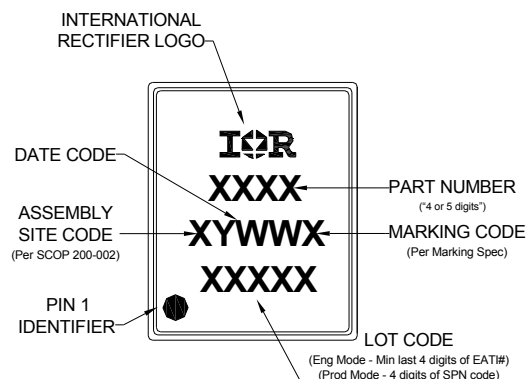 INTERNATIONAL
RECTIFIER LOGO
IOR
DATE CODE
XXXX
PART NUMBER
("4 or 5 digits")
ASSEMBLY
SITE CODE
(Per SCOP 200-002)
XYWWX
MARKING CODE
(Per Marking Spec)
XXXXX
PIN 1
IDENTIFIER
LOT CODE
(Eng Mode - Min last 4 digits of EATI#)
(Prod Mode - 4 digits of SPN code)